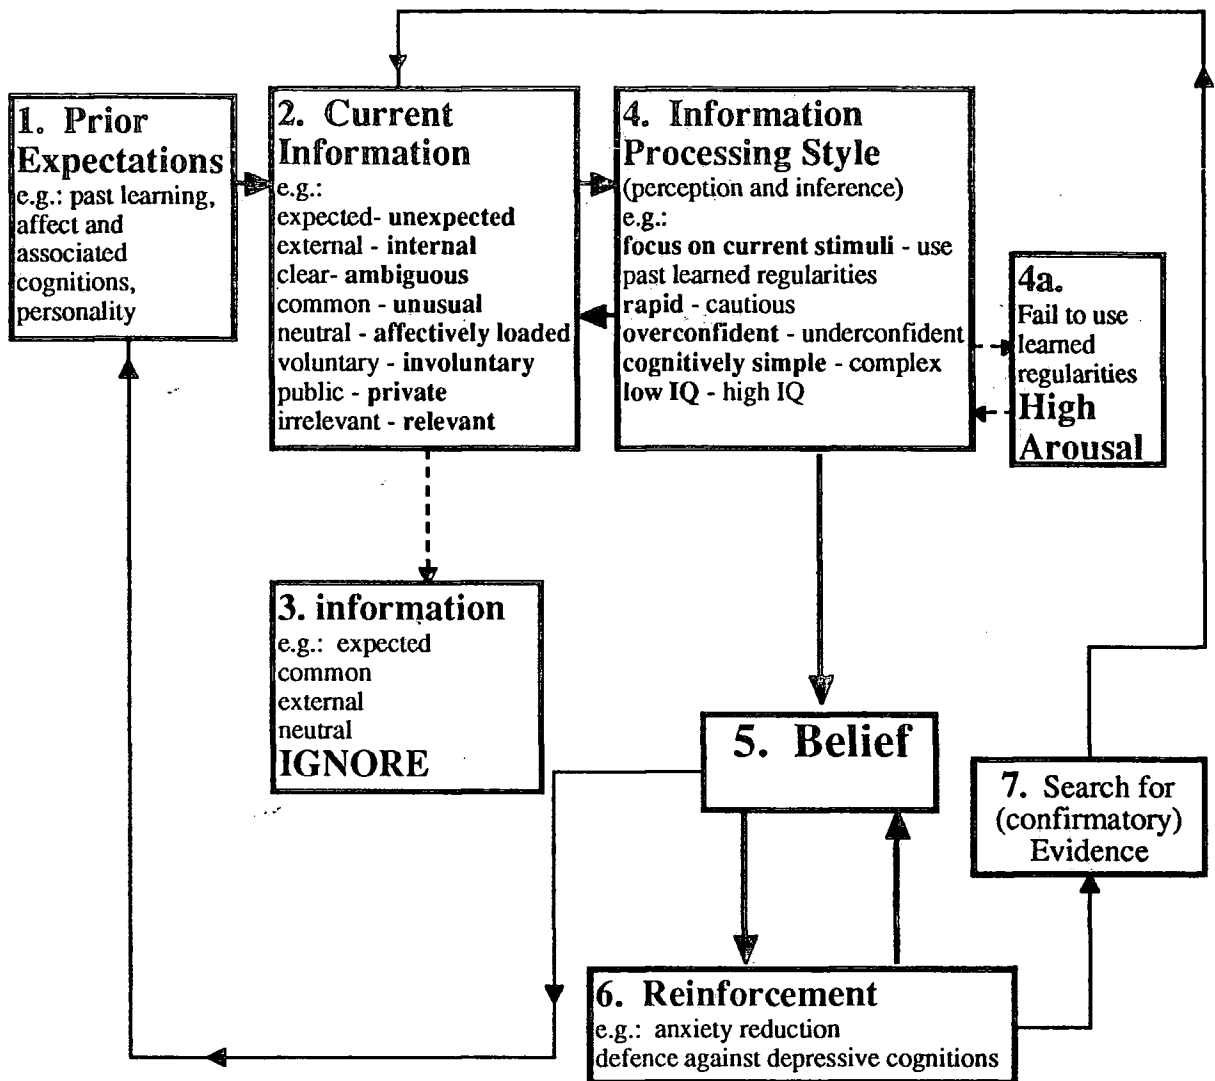 1. Prior
Expectations
e.g.: past learning,
affect and
associated
cognitions,
personality
2. Current
Information
e.g.:
expected- unexpected
external - internal
clear- ambiguous
common - unusual
neutral - affectively loaded
voluntary - involuntary
public - private
irrelevant - relevant
4. Information
Processing Style
(perception and inference)
e.g.:
focus on current stimuli - use
past learned regularities
rapid - cautious
overconfident - underconfident
cognitively simple - complex
low IQ - high IQ
4a.
Fail to use
learned
regularities
High
Arousal
3. information
e.g.: expected
common
external
neutral
IGNORE
5. Belief
7. Search for
(confirmatory)
Evidence
6. Reinforcement
e.g.: anxiety reduction
defence against depressive cognitions